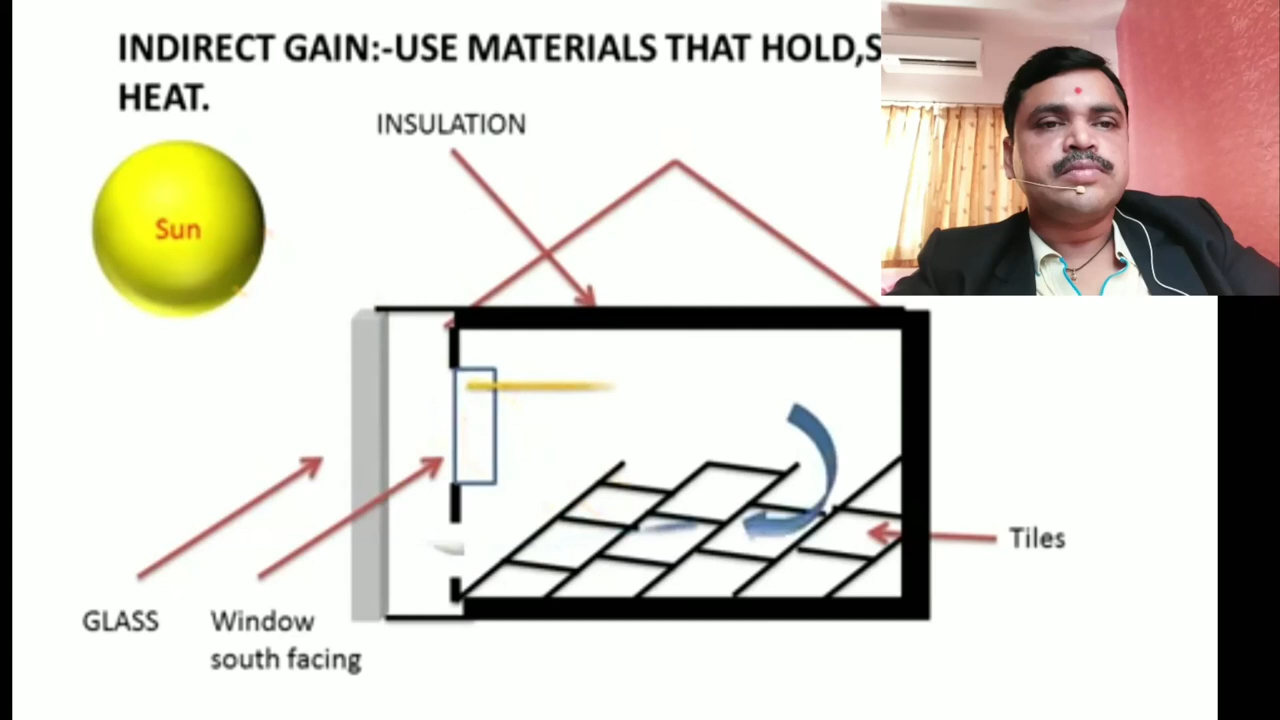 INDIRECT GAIN:-USE MATERIALS THAT HOLD,
HEAT.
INSULATION
Sun
Tiles
GLASS
Window
south facing